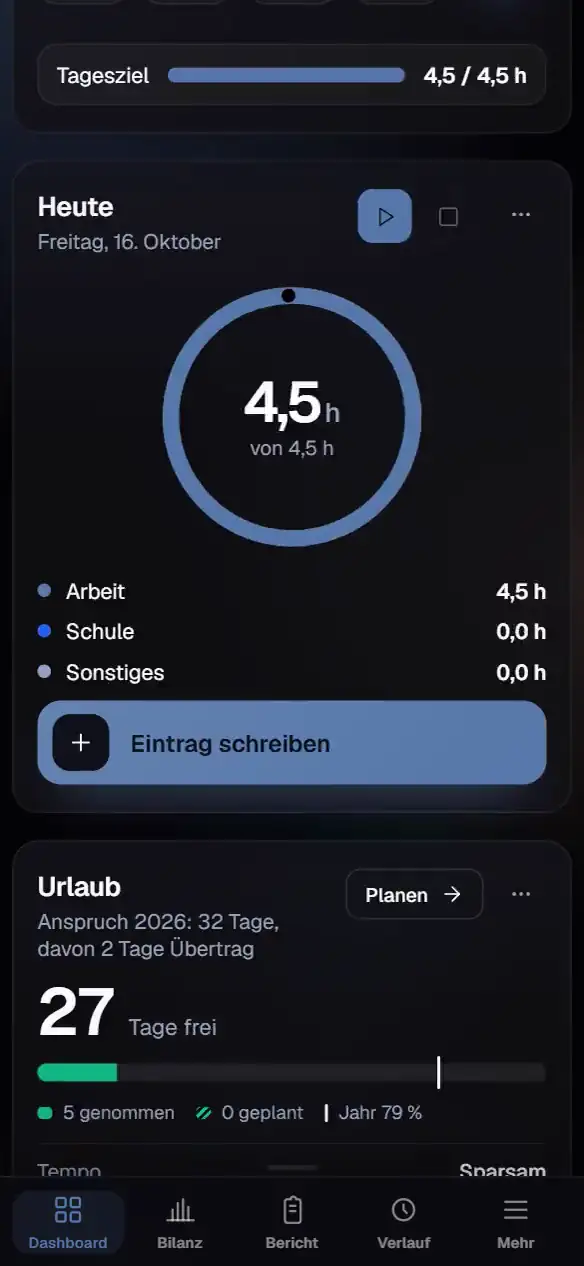 Tagesziel 4,5 / 4,5 h
Heute
Freitag, 16. Oktober
4,5 h
von 4,5 h
Arbeit 4,5 h
Schule 0,0 h
Sonstiges 0,0 h
Eintrag schreiben
Urlaub
Planen
Anspruch 2026: 32 Tage,
davon 2 Tage Übertrag
27 Tage frei
5 genommen 0 geplant Jahr 79 %
Tempo Sparsam
Dashboard Bilanz Bericht Verlauf Mehr